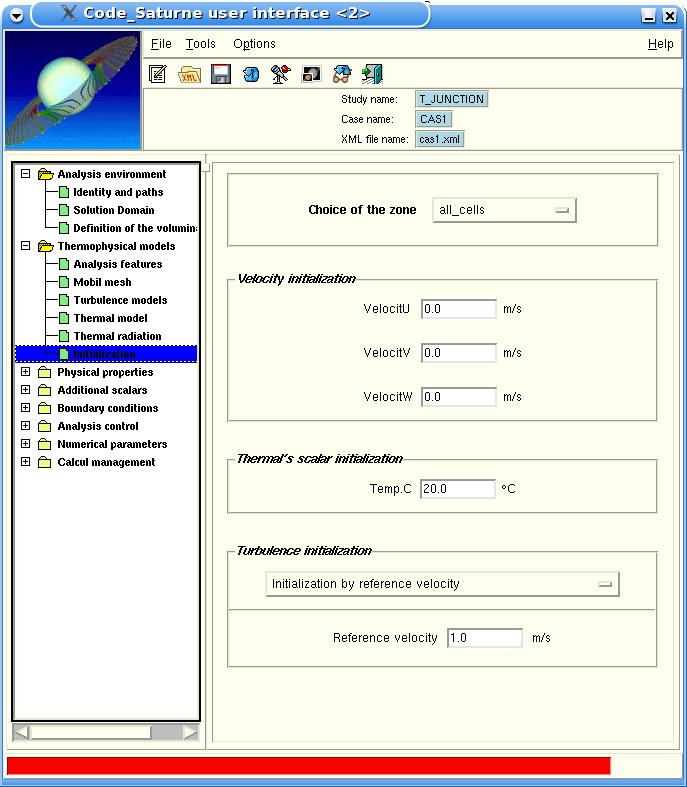 Code_Saturne user interface <2>
File Tools Options Help
XML
Study name: T_JUNCTION
Case name: CAS1
XML file name: cas1.xml
Analysis environment
Identity and paths
Solution Domain
Definition of the volumin
Thermophysical models
Analysis features
Mobil mesh
Turbulence models
Thermal model
Thermal radiation
Initialization
Physical properties
Additional scalars
Boundary conditions
Analysis control
Numerical parameters
Calcul management
Choice of the zone all_cells
Velocity initialization
VelocitU 0.0 m/s
VelocitV 0.0 m/s
VelocitW 0.0 m/s
Thermal's scalar initialization
Temp.C 20.0 °C
Turbulence initialization
Initialization by reference velocity
Reference velocity 1.0 m/s